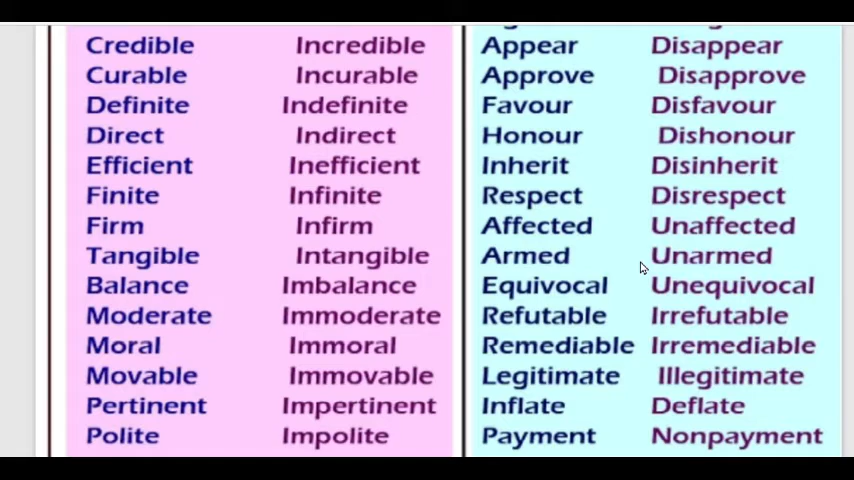 Credible Incredible Appear Disappear
Curable Incurable Approve Disapprove
Definite Indefinite Favour Disfavour
Direct Indirect Honour Dishonour
Efficient Inefficient Inherit Disinherit
Finite Infinite Respect Disrespect
Firm Infirm Affected Unaffected
Tangible Intangible Armed Unarmed
Balance Imbalance Equivocal Unequivocal
Moderate Immoderate Refutable Irrefutable
Moral Immoral Remediable Irremediable
Movable Immovable Legitimate Illegitimate
Pertinent Impertinent Inflate Deflate
Polite Impolite Payment Nonpayment